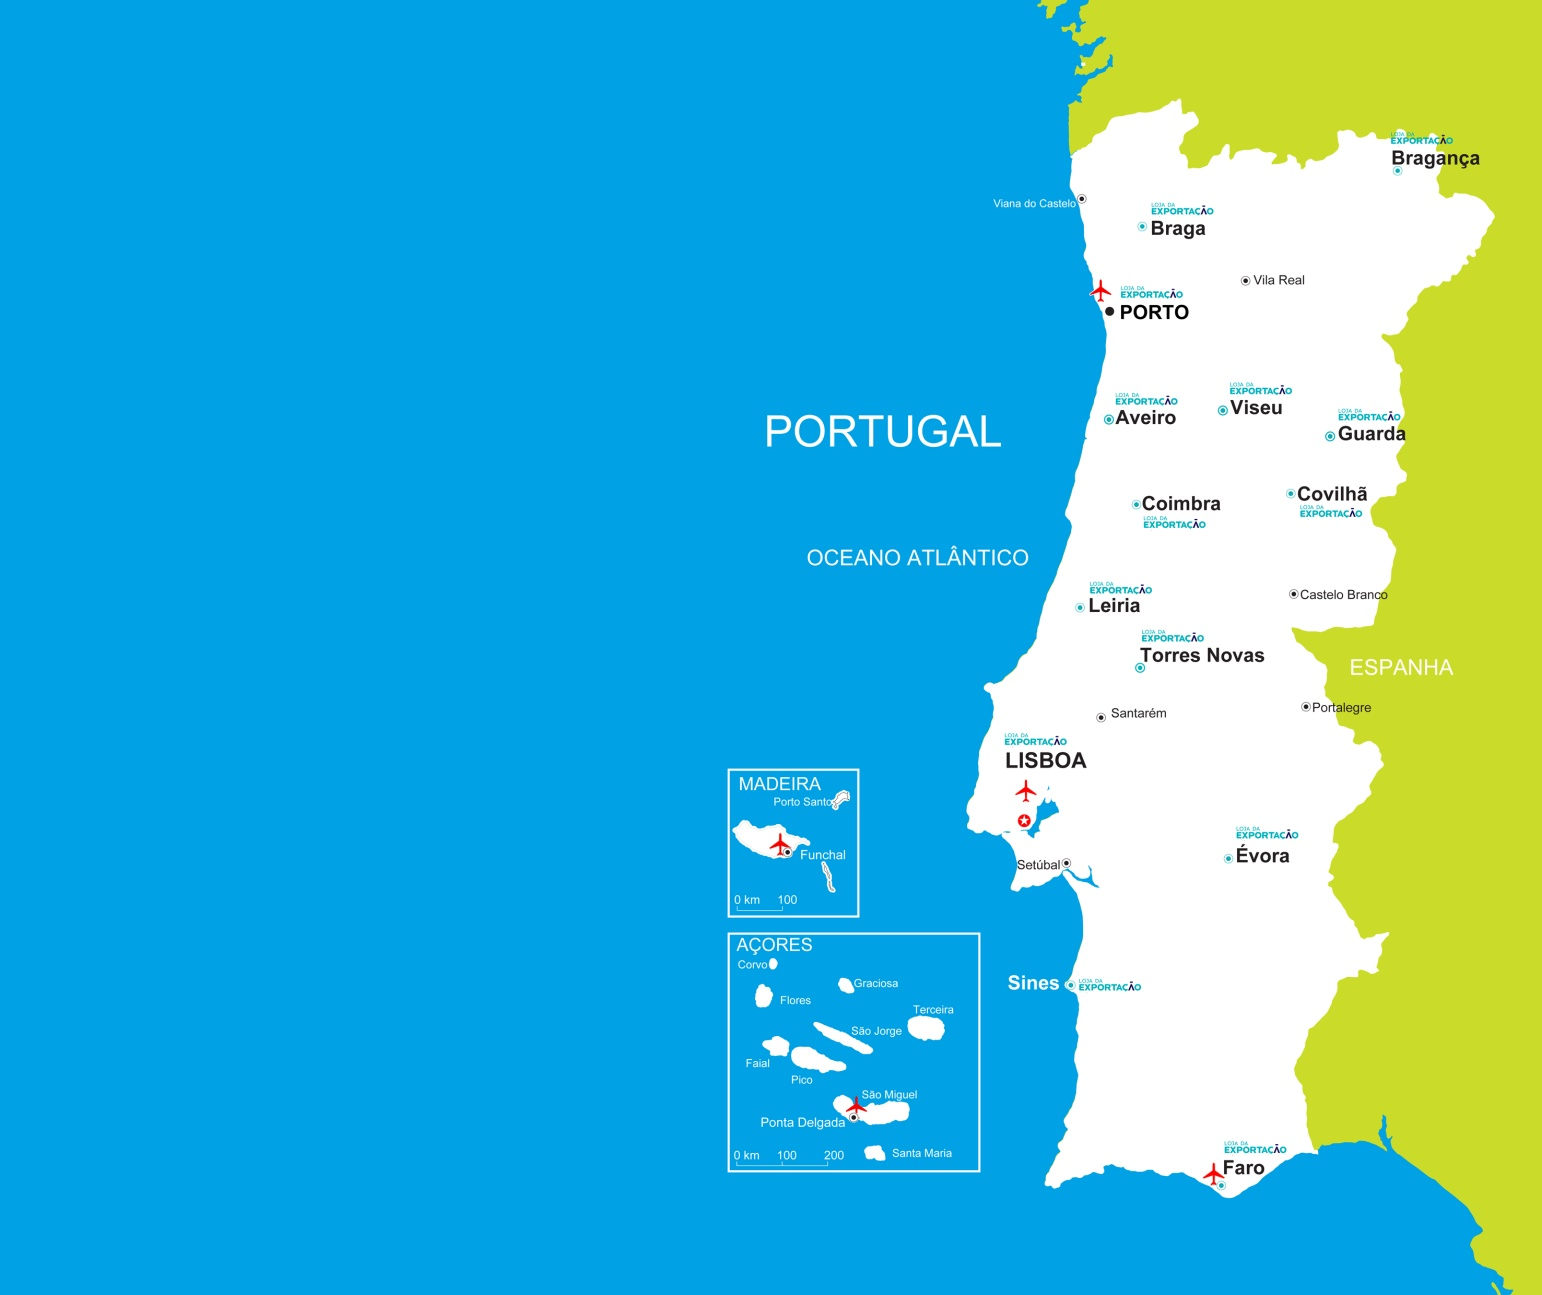 LOJA DA
EXPORTAÇÃO
Bragança
Viana do Castelo
LOJA DA
EXPORTAÇÃO
Braga
Vila Real
LOJA DA
EXPORTAÇÃO
PORTO
LOJA DA
EXPORTAÇÃO
Aveiro
LOJA DA
EXPORTAÇÃO
Viseu
LOJA DA
EXPORTAÇÃO
Guarda
PORTUGAL
Coimbra
LOJA DA
EXPORTAÇÃO
Covilhã
LOJA DA
EXPORTAÇÃO
OCEANO ATLÂNTICO
LOJA DA
EXPORTAÇÃO
Leiria
Castelo Branco
LOJA DA
EXPORTAÇÃO
Torres Novas
ESPANHA
Santarém
Portalegre
LOJA DA
EXPORTAÇÃO
LISBOA
MADEIRA
Porto Santo
Funchal
0 km 100
LOJA DA
EXPORTAÇÃO
Évora
Setúbal
AÇORES
Corvo
Graciosa
Flores
Terceira
São Jorge
Faial
Pico
São Miguel
Ponta Delgada
Santa Maria
0 km 100 200
Sines
LOJA DA
EXPORTAÇÃO
LOJA DA
EXPORTAÇÃO
Faro